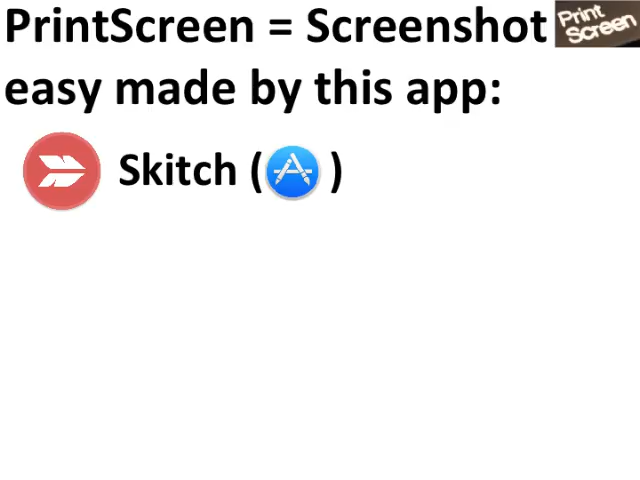 PrintScreen = Screenshot
Print
Screen
easy made by this app:
Skitch ( )